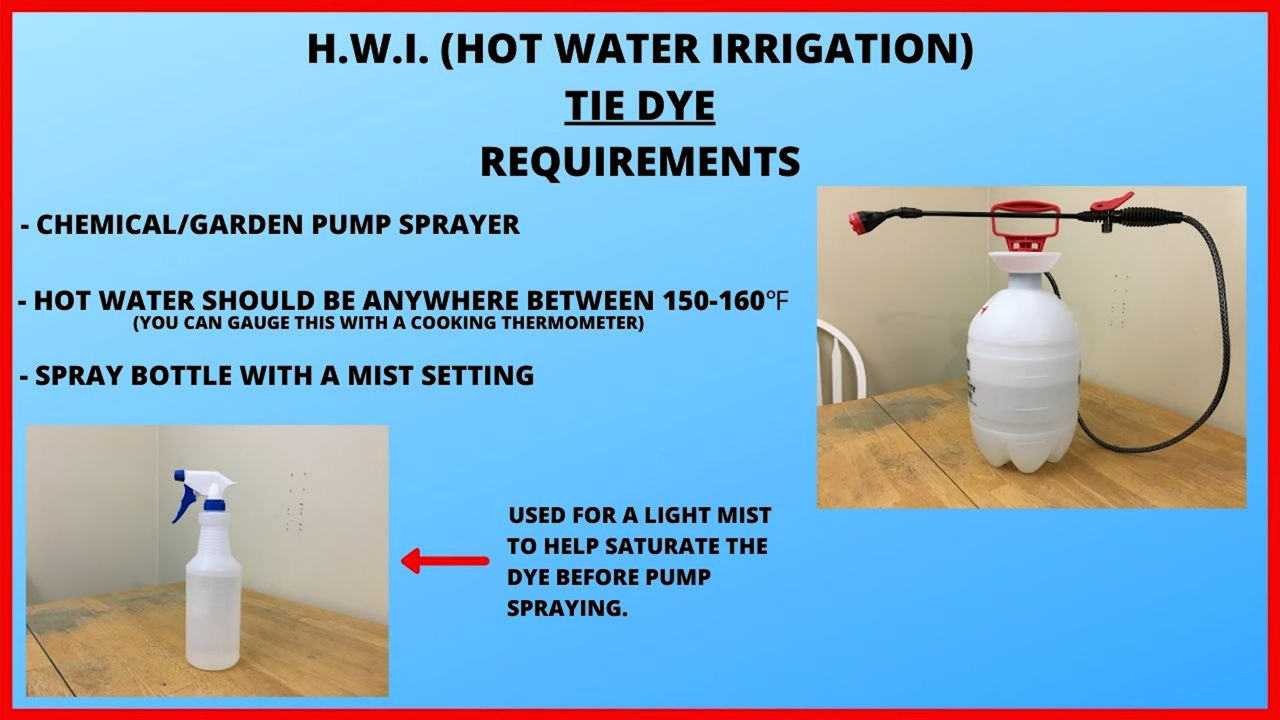 H.W.I. (HOT WATER IRRIGATION)
TIE DYE
REQUIREMENTS
- CHEMICAL/GARDEN PUMP SPRAYER
- HOT WATER SHOULD BE ANYWHERE BETWEEN 150-160°F
(YOU CAN GAUGE THIS WITH A COOKING THERMOMETER)
- SPRAY BOTTLE WITH A MIST SETTING
USED FOR A LIGHT MIST
TO HELP SATURATE THE
DYE BEFORE PUMP
SPRAYING.